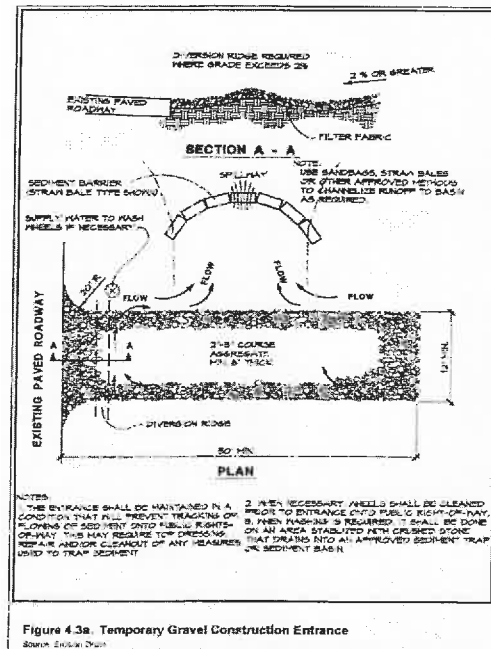 DIVERSION RIDGE REQUIRED
WHERE GRADE EXCEEDS 2%
2 % OR GREATER
EXISTING PAVED
ROADWAY
FILTER FABRIC
SECTION A - A
NOTE:
USE SANDBAGS, STRAW BALES
OR OTHER APPROVED METHODS
TO CHANNELIZE RUNOFF TO BASIN
AS REQUIRED.
SPILLWAY
SEDIMENT BARRIER
(STRAW BALE TYPE SHOWN)
SUPPLY WATER TO WASH
WHEELS IF NECESSARY
20' R
FLOW
FLOW
FLOW
FLOW
EXISTING PAVED ROADWAY
A
A
2"-3" COURSE
AGGREGATE
MIN. 6" THICK
12' MIN.
DIVERSION RIDGE
50' MIN
PLAN
NOTES:
1. THE ENTRANCE SHALL BE MAINTAINED IN A
CONDITION THAT WILL PREVENT TRACKING OR
FLOWING OF SEDIMENT ONTO PUBLIC RIGHTS-
OF-WAY. THIS MAY REQUIRE TOP DRESSING,
REPAIR AND/OR CLEANOUT OF ANY MEASURES
USED TO TRAP SEDIMENT.
2. WHEN NECESSARY, WHEELS SHALL BE CLEANED
PRIOR TO ENTRANCE ONTO PUBLIC RIGHT-OF-WAY.
3. WHEN WASHING IS REQUIRED, IT SHALL BE DONE
ON AN AREA STABILIZED WITH CRUSHED STONE
THAT DRAINS INTO AN APPROVED SEDIMENT TRAP
OR SEDIMENT BASIN.
Figure 4.3a. Temporary Gravel Construction Entrance
Source: Erosion Draw